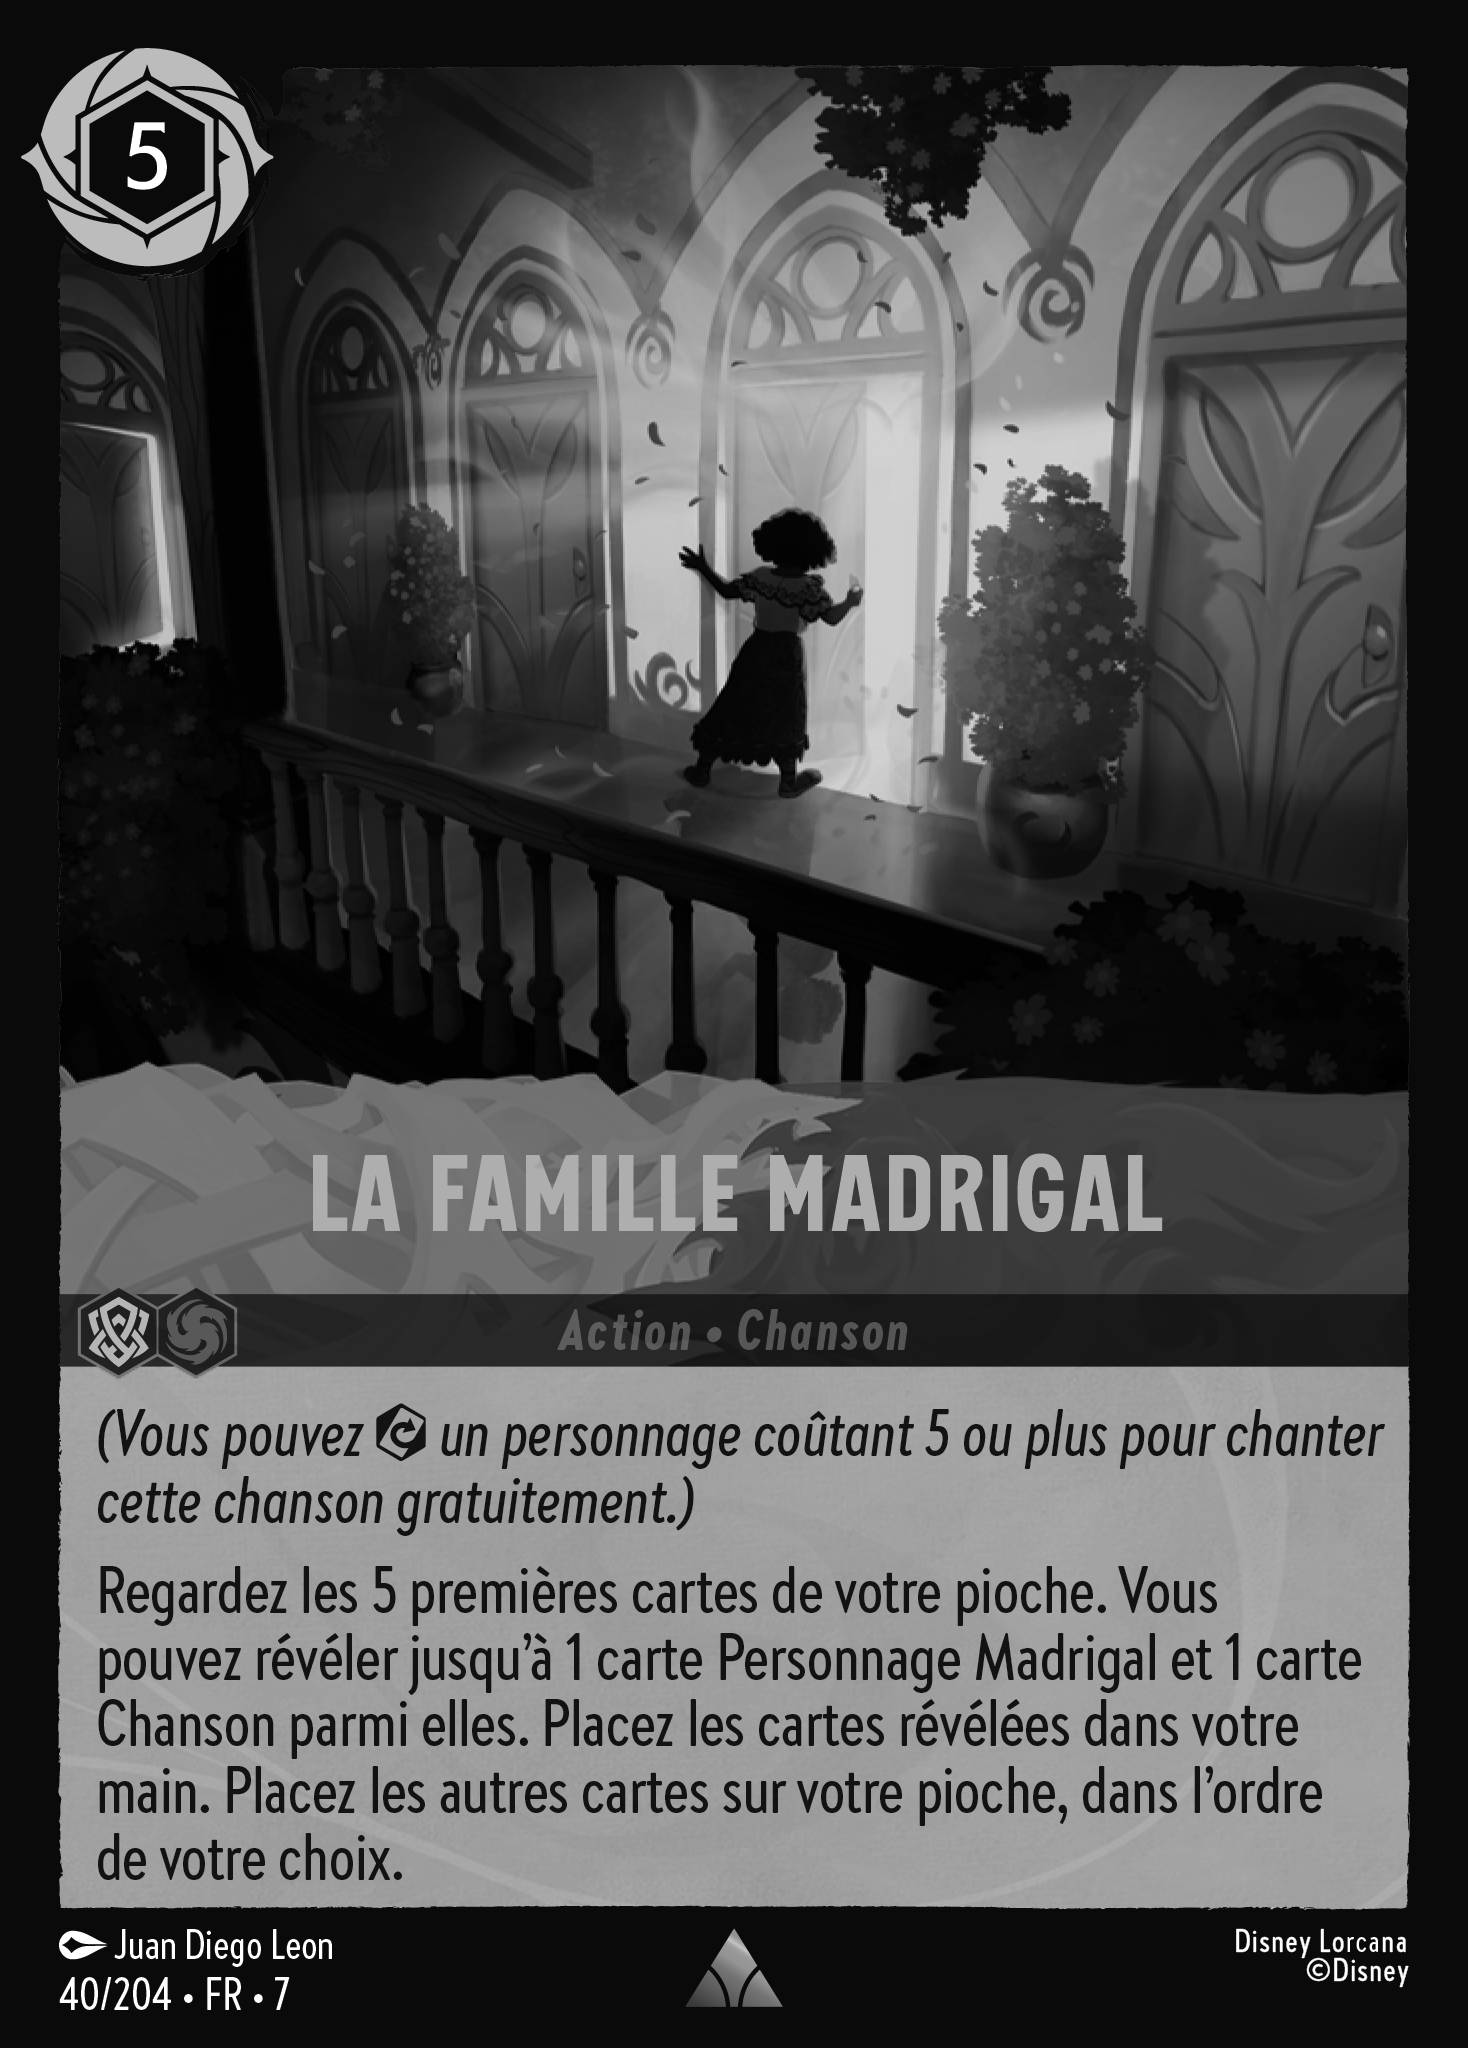 5
LA FAMILLE MADRIGAL
Action • Chanson
(Vous pouvez un personnage coûtant 5 ou plus pour chanter
cette chanson gratuitement.)
Regardez les 5 premières cartes de votre pioche. Vous
pouvez révéler jusqu’à 1 carte Personnage Madrigal et 1 carte
Chanson parmi elles. Placez les cartes révélées dans votre
main. Placez les autres cartes sur votre pioche, dans l’ordre
de votre choix.
Juan Diego Leon
40/204 • FR • 7
Disney Lorcana
©Disney